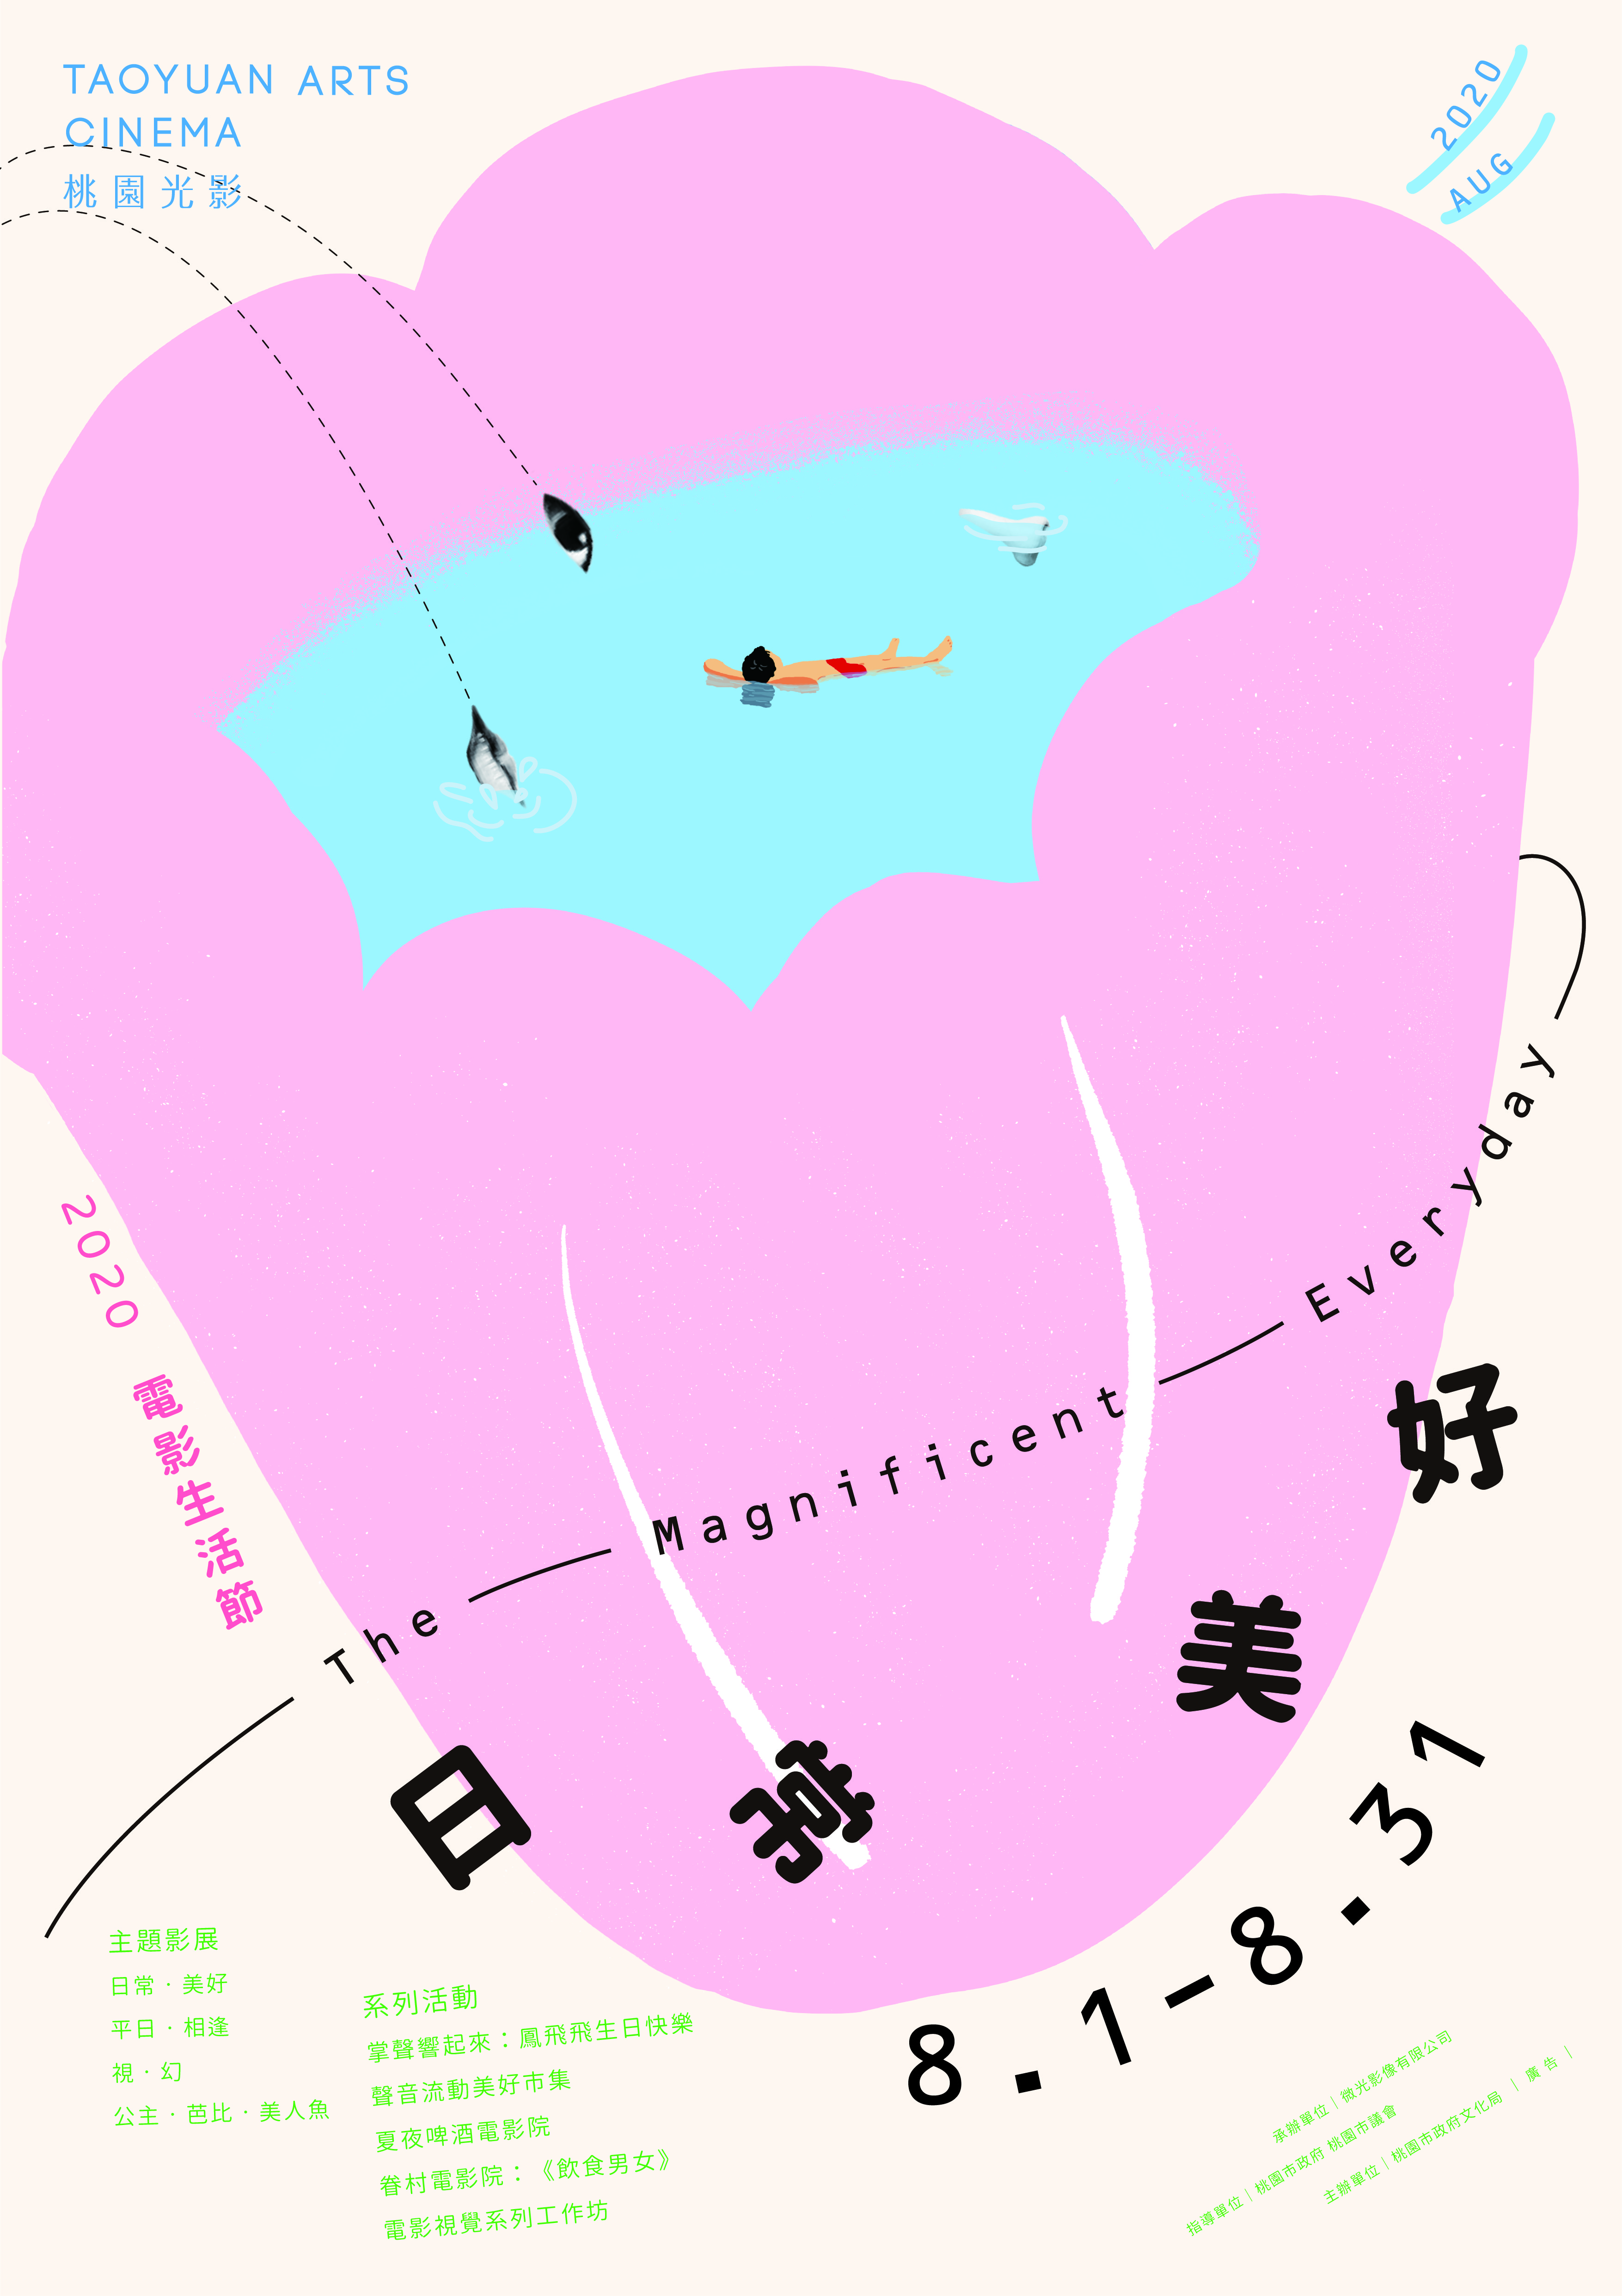 TAOYUAN ARTS
CINEMA
桃園光影
2020
AUG
2020 電影生活節
The Magnificent Everyday
日常美好
8.1-8.31
主題影展
日常·美好
平日·相逢
視·幻
公主·芭比·美人魚
系列活動
掌聲響起來：鳳飛飛生日快樂
聲音流動美好市集
夏夜啤酒電影院
眷村電影院：《飲食男女》
電影視覺系列工作坊
承辦單位｜微光影像有限公司
指導單位｜桃園市政府 桃園市議會
主辦單位｜桃園市政府文化局｜廣告｜